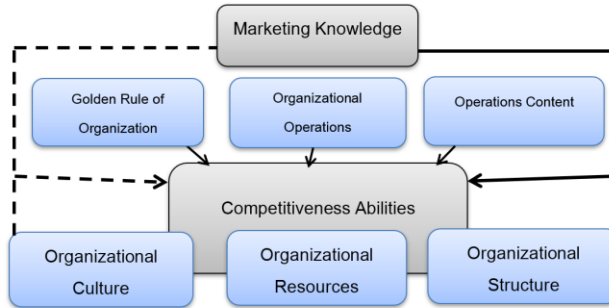 Marketing Knowledge
Golden Rule of
Organization
Organizational
Operations
Operations Content
Competitiveness Abilities
Organizational
Culture
Organizational
Resources
Organizational
Structure